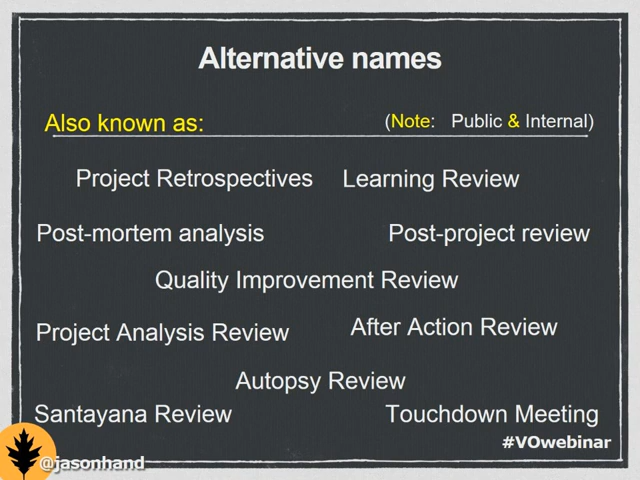 Alternative names
Also known as: (Note: Public & Internal)
Project Retrospectives Learning Review
Post-mortem analysis Post-project review
Quality Improvement Review
Project Analysis Review After Action Review
Autopsy Review
Santayana Review Touchdown Meeting
#VOwebinar
@jasonhand